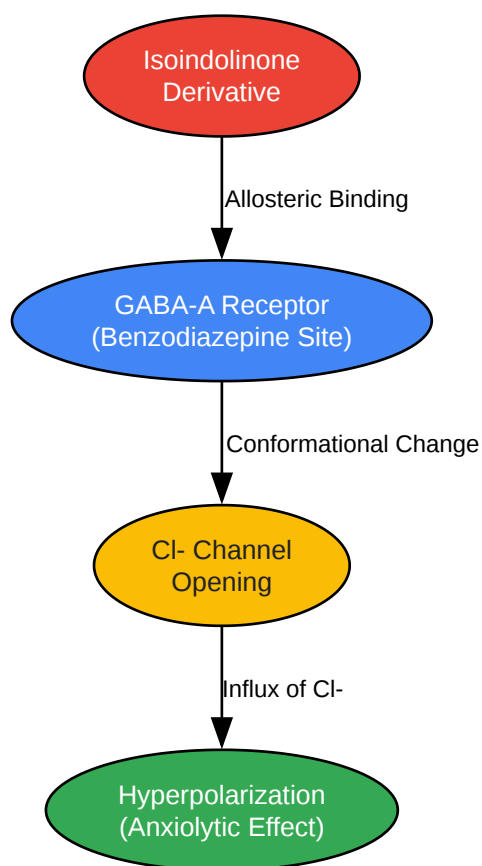 Isoindolinone
Derivative
Allosteric Binding
GABA-A Receptor
(Benzodiazepine Site)
Conformational Change
Cl- Channel
Opening
Influx of Cl-
Hyperpolarization
(Anxiolytic Effect)